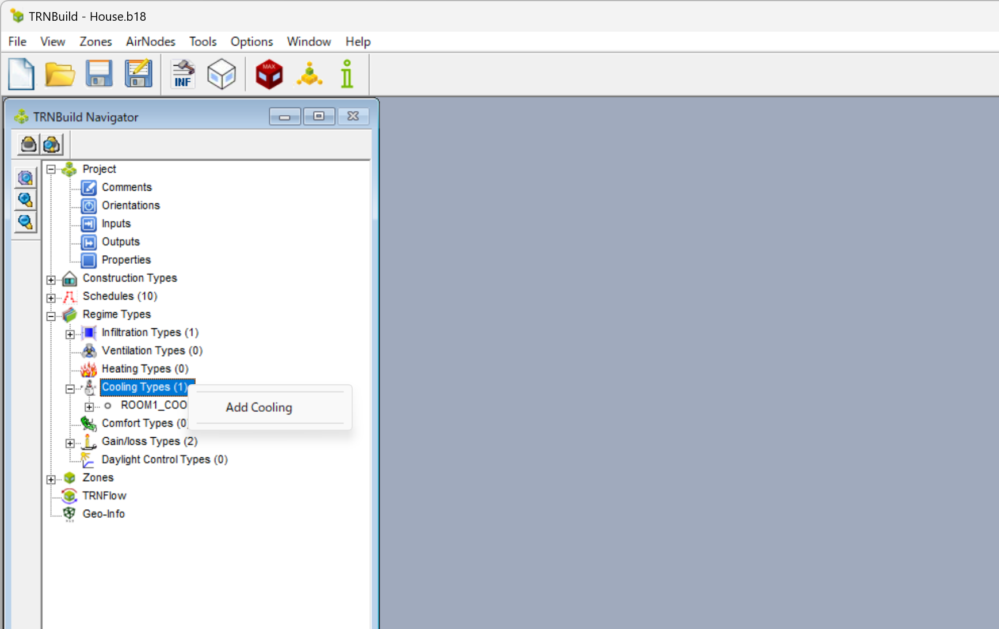 TRNBuild - House.b18
File View Zones AirNodes Tools Options Window Help
INF
MAX
TRNBuild Navigator
Project
Comments
Orientations
Inputs
Outputs
Properties
Construction Types
Schedules (10)
Regime Types
Infiltration Types (1)
Ventilation Types (0)
Heating Types (0)
Cooling Types (1)
ROOM1_COO
Add Cooling
Comfort Types (0
Gain/loss Types (2)
Daylight Control Types (0)
Zones
TRNFlow
Geo-Info